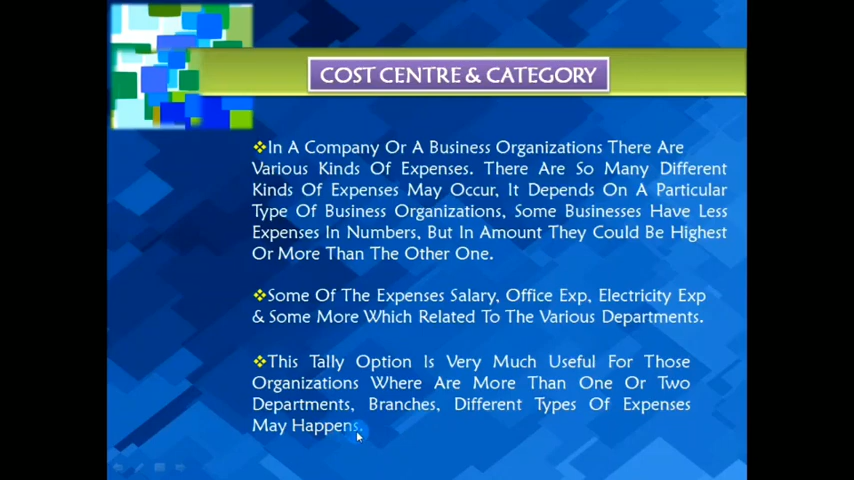 COST CENTRE & CATEGORY
❖In A Company Or A Business Organizations There Are
Various Kinds Of Expenses. There Are So Many Different
Kinds Of Expenses May Occur, It Depends On A Particular
Type Of Business Organizations, Some Businesses Have Less
Expenses In Numbers, But In Amount They Could Be Highest
Or More Than The Other One.
❖Some Of The Expenses Salary, Office Exp, Electricity Exp
& Some More Which Related To The Various Departments.
❖This Tally Option Is Very Much Useful For Those
Organizations Where Are More Than One Or Two
Departments, Branches, Different Types Of Expenses
May Happens.